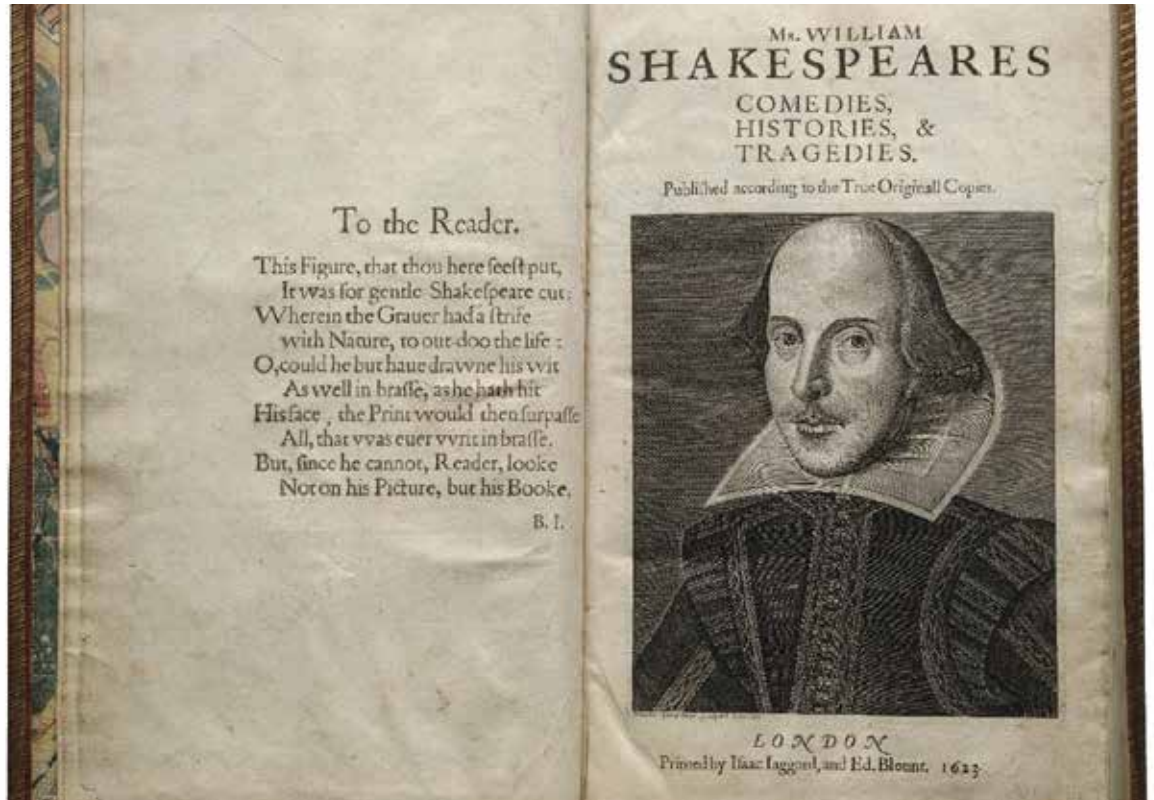 To the Reader.
This Figure, that thou here ſeeſt put,
It was for gentle Shakeſpeare cut;
Wherein the Grauer had a ſtrife
with Nature, to out-doo the life :
O, could he but haue dravvne his vvit
As well in braſſe, as he hath hit
His face , the Print vvould then ſurpaſſe
All, that vvas euer vvrit in braſſe.
But, ſince he cannot, Reader, looke
Not on his Picture, but his Booke.
B. I.
Mr. WILLIAM
SHAKESPEARES
COMEDIES,
HISTORIES, &
TRAGEDIES.
Publiſhed according to the True Originall Copies.
LONDON
Printed by Iſaac Iaggard, and Ed. Blount. 1623